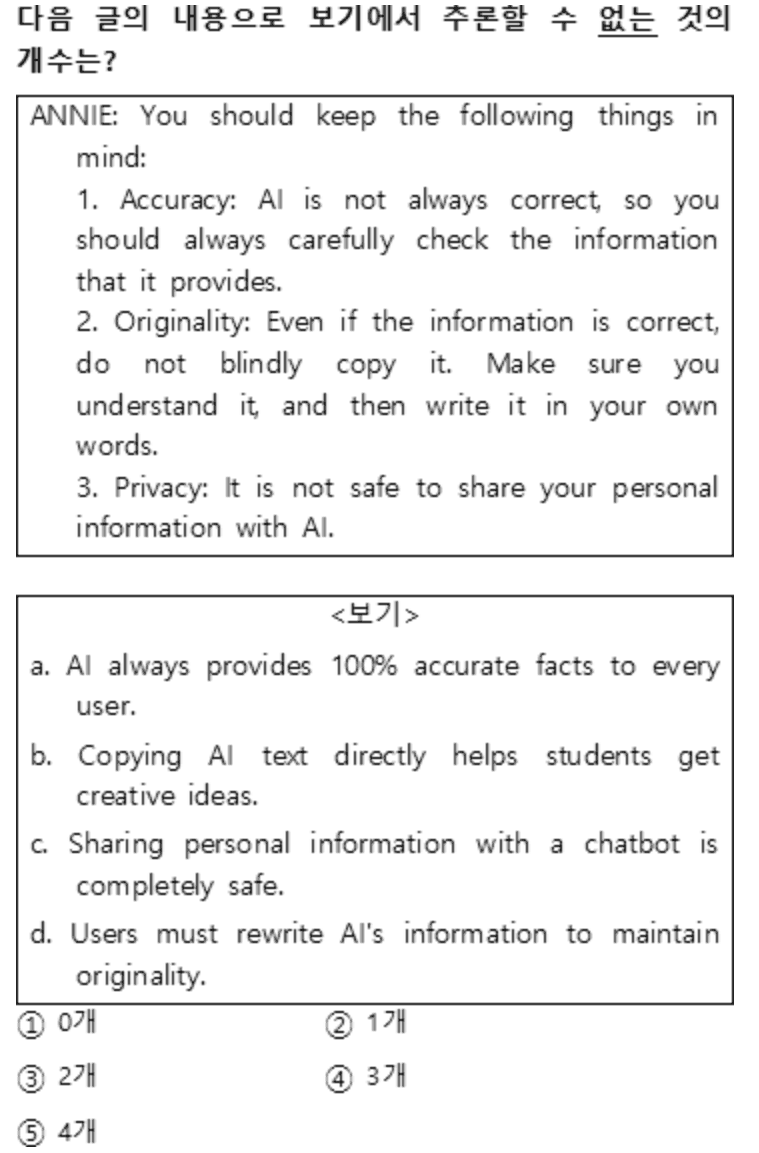 다음 글의 내용으로 보기에서 추론할 수 없는 것의
개수는?
ANNIE: You should keep the following things in
mind:
1. Accuracy: AI is not always correct, so you
should always carefully check the information
that it provides.
2. Originality: Even if the information is correct,
do not blindly copy it. Make sure you
understand it, and then write it in your own
words.
3. Privacy: It is not safe to share your personal
information with AI.
<보기>
a. AI always provides 100% accurate facts to every
user.
b. Copying AI text directly helps students get
creative ideas.
c. Sharing personal information with a chatbot is
completely safe.
d. Users must rewrite AI's information to maintain
originality.
① 0개 ② 1개
③ 2개 ④ 3개
⑤ 4개